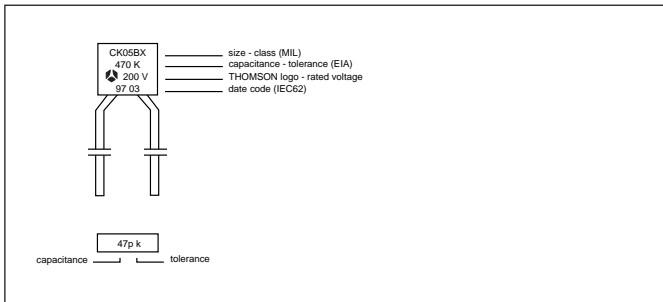 CK05BX
470 K
200 V
97 03
size - class (MIL)
capacitance - tolerance (EIA)
THOMSON logo - rated voltage
date code (IEC62)
47p k
capacitance
tolerance